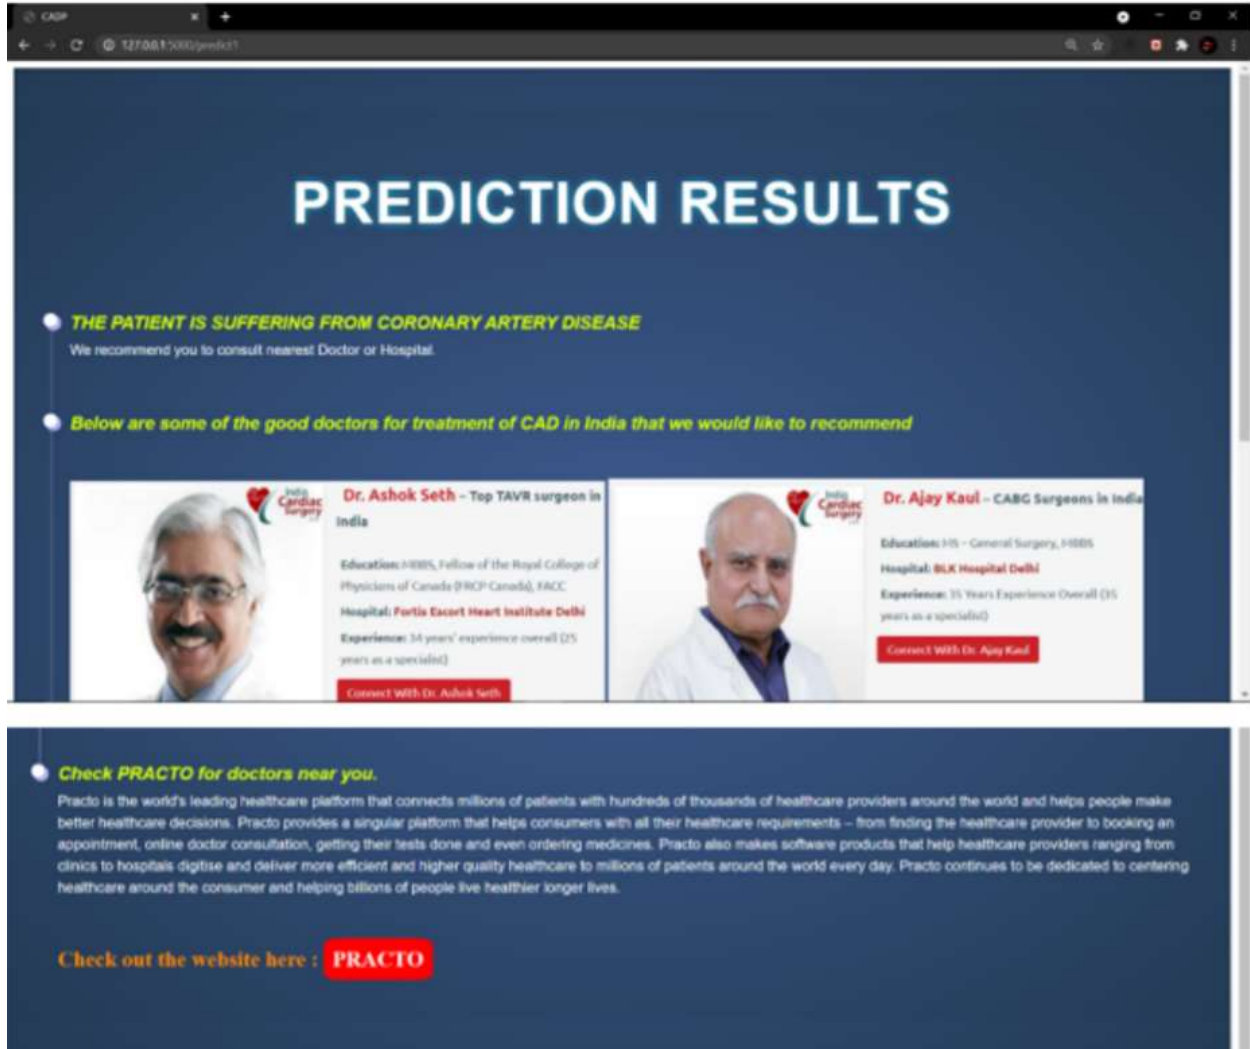 CADP
127.0.0.1:5000/predict1
PREDICTION RESULTS
THE PATIENT IS SUFFERING FROM CORONARY ARTERY DISEASE
We recommend you to consult nearest Doctor or Hospital.
Below are some of the good doctors for treatment of CAD in India that we would like to recommend
India
Cardiac
Surgery
Dr. Ashok Seth – Top TAVR surgeon in
India
Education: MBBS, Fellow of the Royal College of
Physicians of Canada (FRCP Canada), FACC
Hospital: Fortis Escort Heart Institute Delhi
Experience: 34 years' experience overall (25
years as a specialist)
Connect With Dr. Ashok Seth
India
Cardiac
Surgery
Dr. Ajay Kaul – CABG Surgeons in India
Education: MS – General Surgery, MBBS
Hospital: BLK Hospital Delhi
Experience: 35 Years Experience Overall (35
years as a specialist)
Connect With Dr. Ajay Kaul
Check PRACTO for doctors near you.
Practo is the world's leading healthcare platform that connects millions of patients with hundreds of thousands of healthcare providers around the world and helps people make
better healthcare decisions. Practo provides a singular platform that helps consumers with all their healthcare requirements – from finding the healthcare provider to booking an
appointment, online doctor consultation, getting their tests done and even ordering medicines. Practo also makes software products that help healthcare providers ranging from
clinics to hospitals digitise and deliver more efficient and higher quality healthcare to millions of patients around the world every day. Practo continues to be dedicated to centering
healthcare around the consumer and helping billions of people live healthier longer lives.
Check out the website here : PRACTO